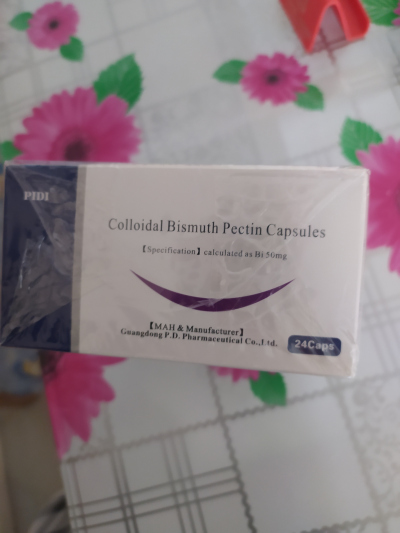 PIDI
Colloidal Bismuth Pectin Capsules
【Specification】 calculated as Bi 50mg
【MAH & Manufacturer】
Guangdong P.D. Pharmaceutical Co.,Ltd.
24Caps